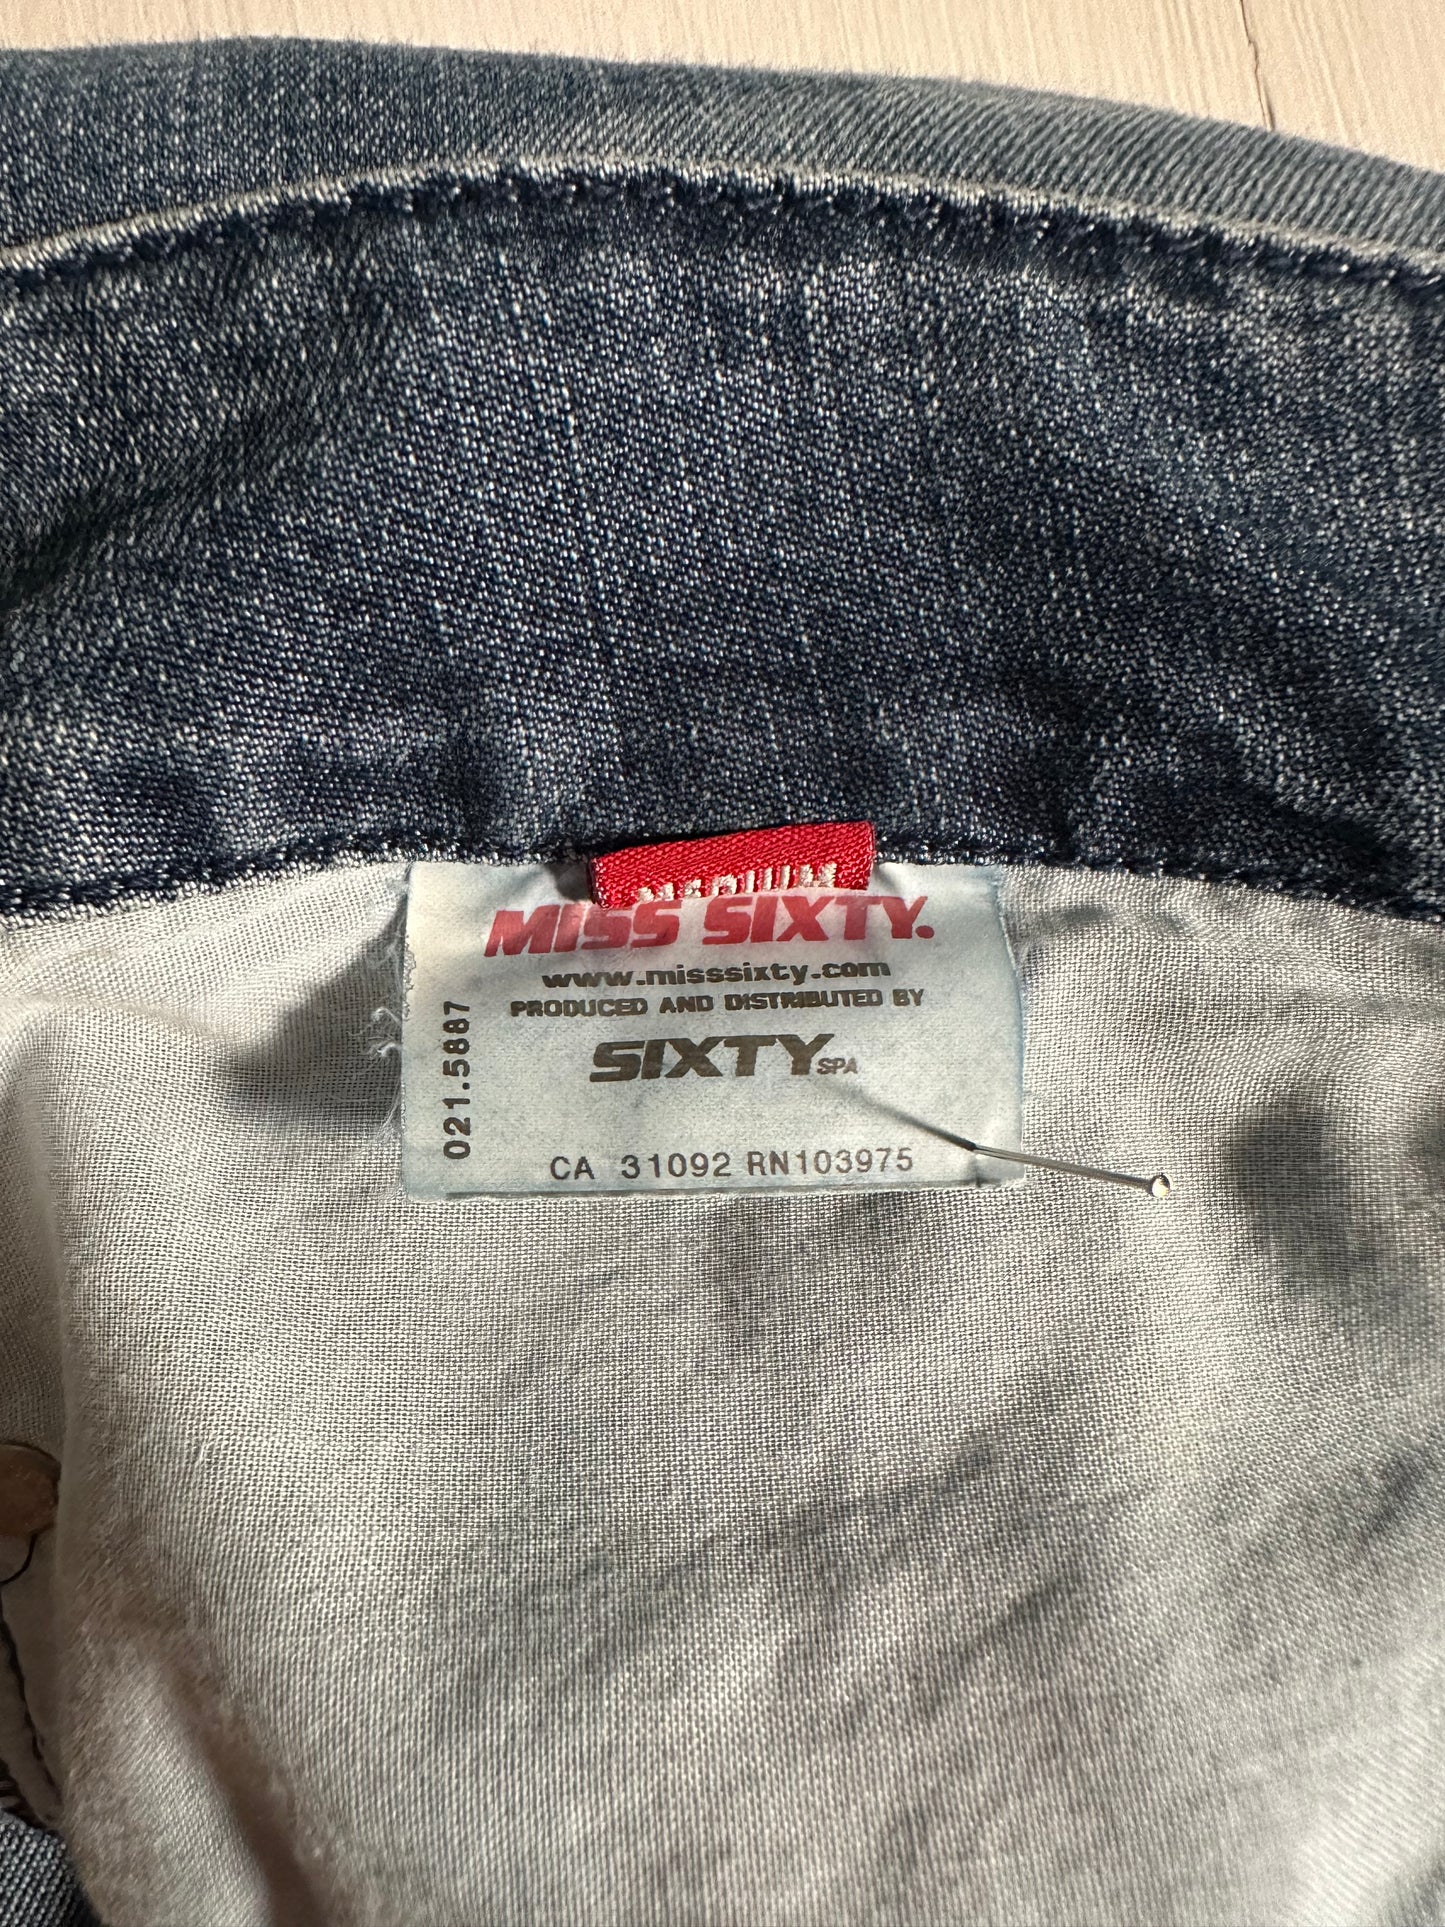 MEDIUM
MISS SIXTY.
www.misssixty.com
PRODUCED AND DISTRIBUTED BY
SIXTY SPA
021.5887
CA 31092 RN103975